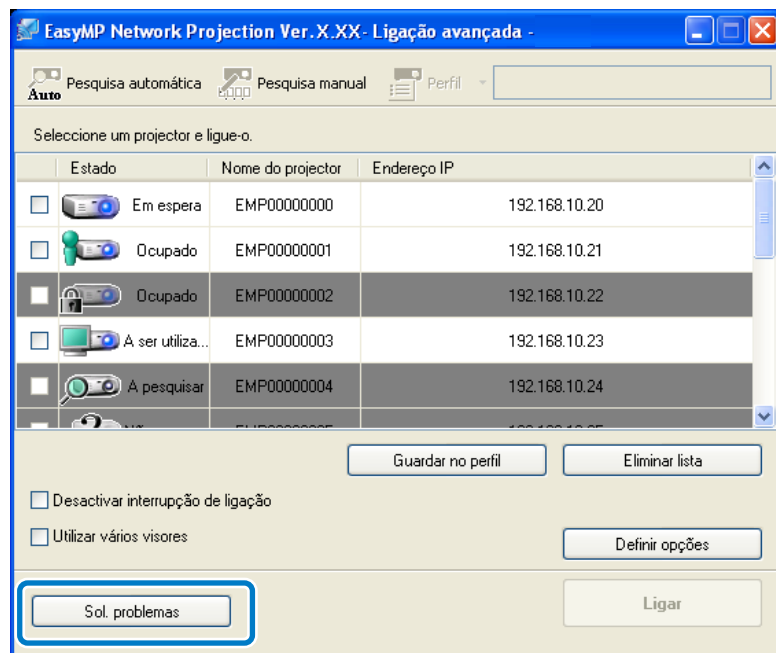 EasyMP Network Projection Ver.X.XX- Ligação avançada -
Auto Pesquisa automática Pesquisa manual Perfil
Seleccione um projector e ligue-o.
Estado Nome do projector Endereço IP
Em espera EMP00000000 192.168.10.20
Ocupado EMP00000001 192.168.10.21
Ocupado EMP00000002 192.168.10.22
A ser utiliza... EMP00000003 192.168.10.23
A pesquisar EMP00000004 192.168.10.24
Guardar no perfil Eliminar lista
Desactivar interrupção de ligação
Utilizar vários visores
Definir opções
Sol. problemas Ligar